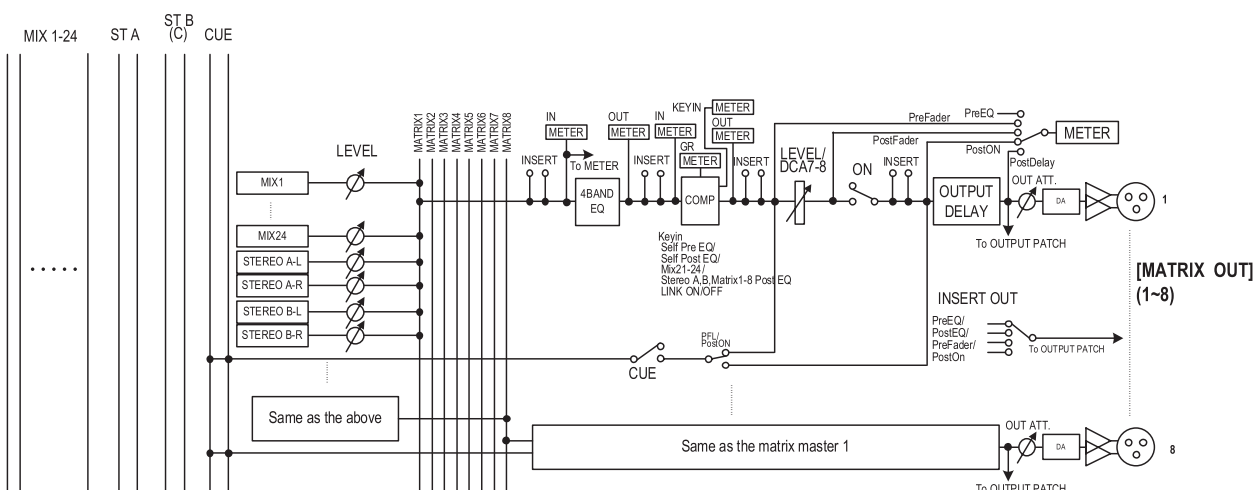 MIX 1-24
ST A
ST B
(C)
CUE
MATRIX1
MATRIX2
MATRIX3
MATRIX4
MATRIX5
MATRIX6
MATRIX7
MATRIX8
LEVEL
MIX1
MIX24
STEREO A-L
STEREO A-R
STEREO B-L
STEREO B-R
INSERT
IN
METER
To METER
4BAND
EQ
OUT
METER
INSERT
IN
METER
KEYIN
METER
OUT
METER
GR
METER
COMP
INSERT
Keyin
Self Pre EQ/
Self Post EQ/
Mix21-24/
Stereo A,B,Matrix1-8 Post EQ
LINK ON/OFF
LEVEL/
DCA7-8
ON
INSERT
PreFader
PreEQ
PostFader
PostON
METER
PostDelay
OUTPUT
DELAY
OUT ATT.
DA
1
To OUTPUT PATCH
[MATRIX OUT]
(1~8)
INSERT OUT
PreEQ/
PostEQ/
PreFader/
PostOn
To OUTPUT PATCH
PFL/
PostON
CUE
Same as the above
Same as the matrix master 1
OUT ATT.
DA
8
To OUTPUT PATCH